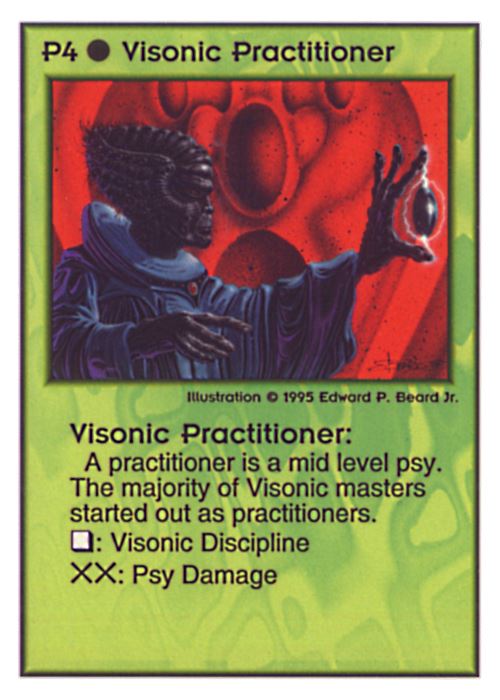 P4 ● Visonic Practitioner
Illustration © 1995 Edward P. Beard Jr.
Visonic Practitioner:
A practitioner is a mid level psy.
The majority of Visonic masters
started out as practitioners.
❑: Visonic Discipline
XX: Psy Damage